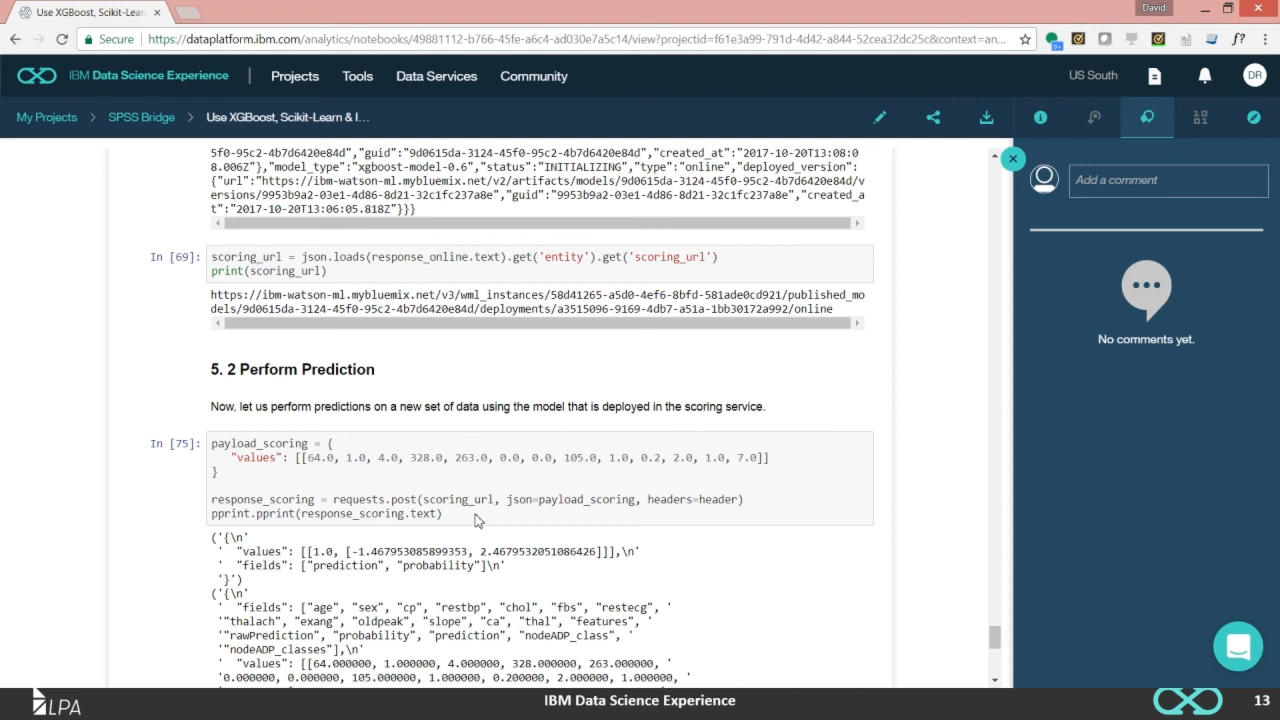 Use XGBoost, Scikit-Lear
David
Secure
https://dataplatform.ibm.com/analytics/notebooks/49881112-b766-45fe-a6c4-ad030e7a5c14/view?projectid=f61e3a99-791d-4d42-a844-52cea32dc25c&context=an...
9+
ƒ?
IBM Data Science Experience
Projects
Tools
Data Services
Community
US South
DR
My Projects > SPSS Bridge > Use XGBoost, Scikit-Learn & I...
5f0-95c2-4b7d6420e84d","guid":"9d0615da-3124-45f0-95c2-4b7d6420e84d","created_at":"2017-10-20T13:08:0
8.006Z"},"model_type":"xgboost-model-0.6","status":"INITIALIZING","type":"online","deployed_version":
{"url":"https://ibm-watson-ml.mybluemix.net/v2/artifacts/models/9d0615da-3124-45f0-95c2-4b7d6420e84d/v
ersions/9953b9a2-03e1-4d86-8d21-32c1fc237a8e","guid":"9953b9a2-03e1-4d86-8d21-32c1fc237a8e","created_a
t":"2017-10-20T13:06:05.818Z"}}}
In [69]: scoring_url = json.loads(response_online.text).get('entity').get('scoring_url')
print(scoring_url)
https://ibm-watson-ml.mybluemix.net/v3/wml_instances/58d41265-a5d0-4ef6-8bfd-581ade0cd921/published_mo
dels/9d0615da-3124-45f0-95c2-4b7d6420e84d/deployments/a3515096-9169-4db7-a51a-1bb30172a992/online
5. 2 Perform Prediction
Now, let us perform predictions on a new set of data using the model that is deployed in the scoring service.
In [75]: payload_scoring = {
"values": [[64.0, 1.0, 4.0, 328.0, 263.0, 0.0, 0.0, 105.0, 1.0, 0.2, 2.0, 1.0, 7.0]]
}
response_scoring = requests.post(scoring_url, json=payload_scoring, headers=header)
pprint.pprint(response_scoring.text)
('{\n'
' "values": [[1.0, [-1.467953085899353, 2.4679532051086426]]],\n'
' "fields": ["prediction", "probability"]\n'
'}')
('{\n'
' "fields": ["age", "sex", "cp", "restbp", "chol", "fbs", "restecg", '
'"thalach", "exang", "oldpeak", "slope", "ca", "thal", "features", '
'"rawPrediction", "probability", "prediction", "nodeADP_class", '
'"nodeADP_classes"],\n'
' "values": [[64.000000, 1.000000, 4.000000, 328.000000, 263.000000, '
'0.000000, 0.000000, 105.000000, 1.000000, 0.200000, 2.000000, 1.000000, '
Add a comment
No comments yet.
LPA
IBM Data Science Experience
13